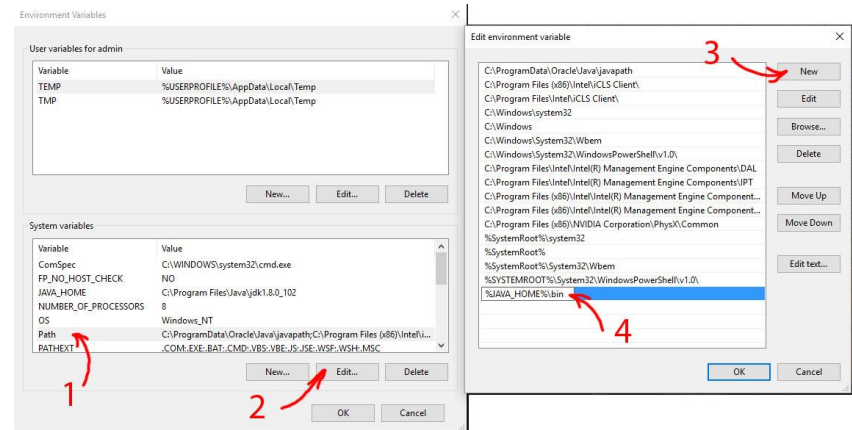 Environment Variables
User variables for admin
Variable Value
TEMP %USERPROFILE%\AppData\Local\Temp
TMP %USERPROFILE%\AppData\Local\Temp
New... Edit... Delete
System variables
Variable Value
ComSpec C:\WINDOWS\system32\cmd.exe
FP_NO_HOST_CHECK NO
JAVA_HOME C:\Program Files\Java\jdk1.8.0_102
NUMBER_OF_PROCESSORS 8
OS Windows_NT
Path C:\ProgramData\Oracle\Java\javapath;C:\Program Files (x86)\Intel\i...
PATHEXT .COM;.EXE;.BAT;.CMD;.VBS;.VBE;.JS;.JSE;.WSF;.WSH;.MSC
1
New... Edit... Delete
2
OK Cancel
Edit environment variable
3
C:\ProgramData\Oracle\Java\javapath
C:\Program Files (x86)\Intel\iCLS Client\
C:\Program Files\Intel\iCLS Client\
C:\Windows\system32
C:\Windows
C:\Windows\System32\Wbem
C:\Windows\System32\WindowsPowerShell\v1.0\
C:\Program Files\Intel\Intel(R) Management Engine Components\DAL
C:\Program Files\Intel\Intel(R) Management Engine Components\IPT
C:\Program Files (x86)\Intel\Intel(R) Management Engine Component...
C:\Program Files (x86)\Intel\Intel(R) Management Engine Component...
C:\Program Files (x86)\NVIDIA Corporation\PhysX\Common
%SystemRoot%\system32
%SystemRoot%
%SystemRoot%\System32\Wbem
%SYSTEMROOT%\System32\WindowsPowerShell\v1.0\
%JAVA_HOME%\bin
4
New
Edit
Browse...
Delete
Move Up
Move Down
Edit text...
OK Cancel